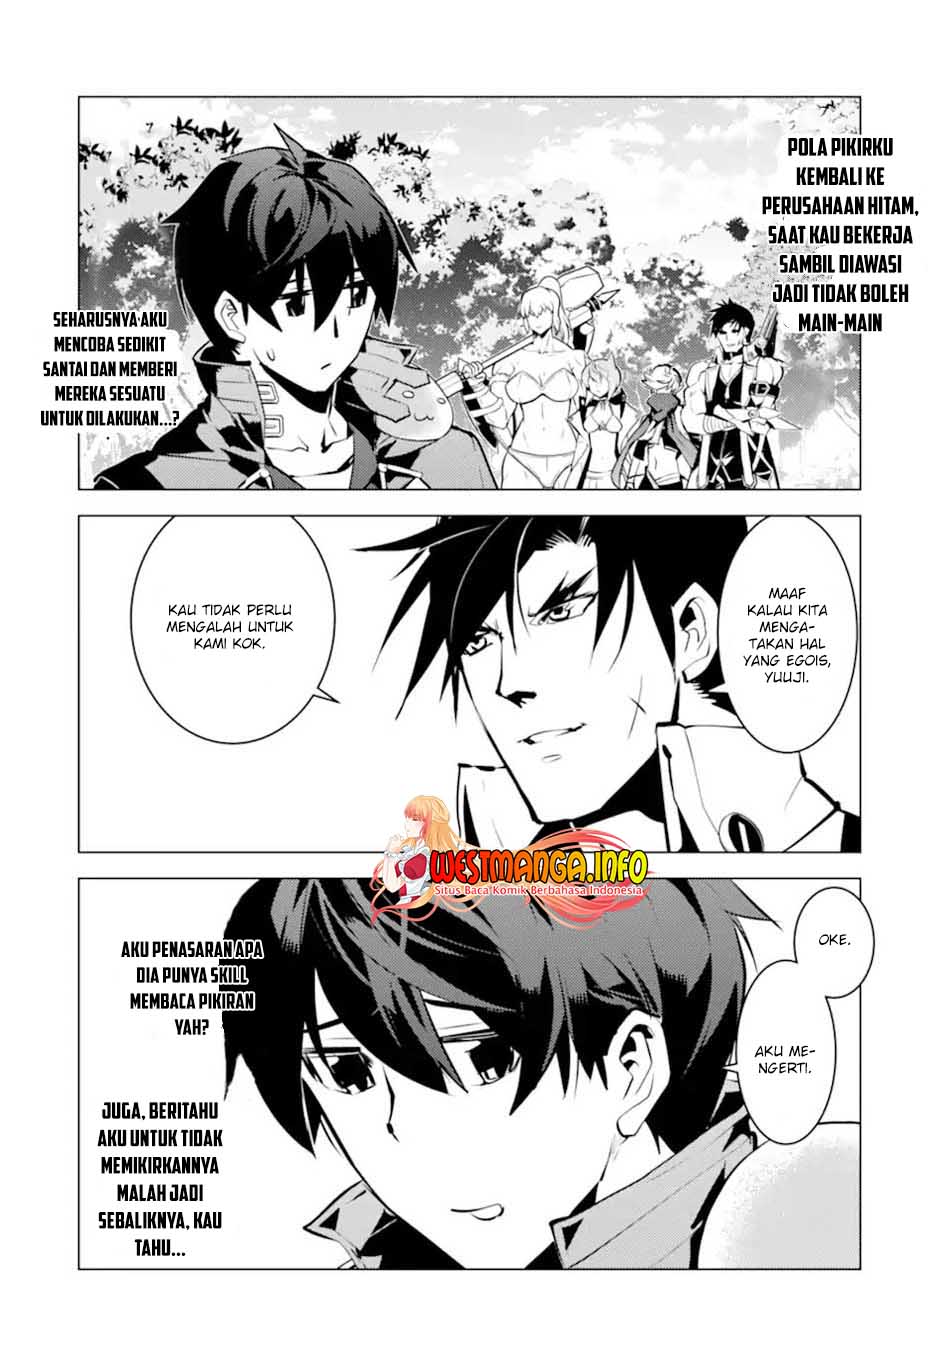 POLA PIKIRKU
KEMBALI KE
PERUSAHAAN HITAM,
SAAT KAU BEKERJA
SAMBIL DIAWASI
JADI TIDAK BOLEH
MAIN-MAIN
SEHARUSNYA AKU
MENCOBA SEDIKIT
SANTAI DAN MEMBERI
MEREKA SESUATU
UNTUK DILAKUKAN...?
MAAF
KALAU KITA
MENGA-
TAKAN HAL
YANG EGOIS,
YUUJI.
KAU TIDAK PERLU
MENGALAH UNTUK
KAMI KOK.
WESTMANGA.INFO
Situs Baca Komik Berbahasa Indonesia
OKE.
AKU ME-
NGERTI.
AKU PENASARAN APA
DIA PUNYA SKILL
MEMBACA PIKIRAN
YAH?
JUGA, BERITAHU
AKU UNTUK TIDAK
MEMIKIRKANNYA
MALAH JADI
SEBALIKNYA, KAU
TAHU...